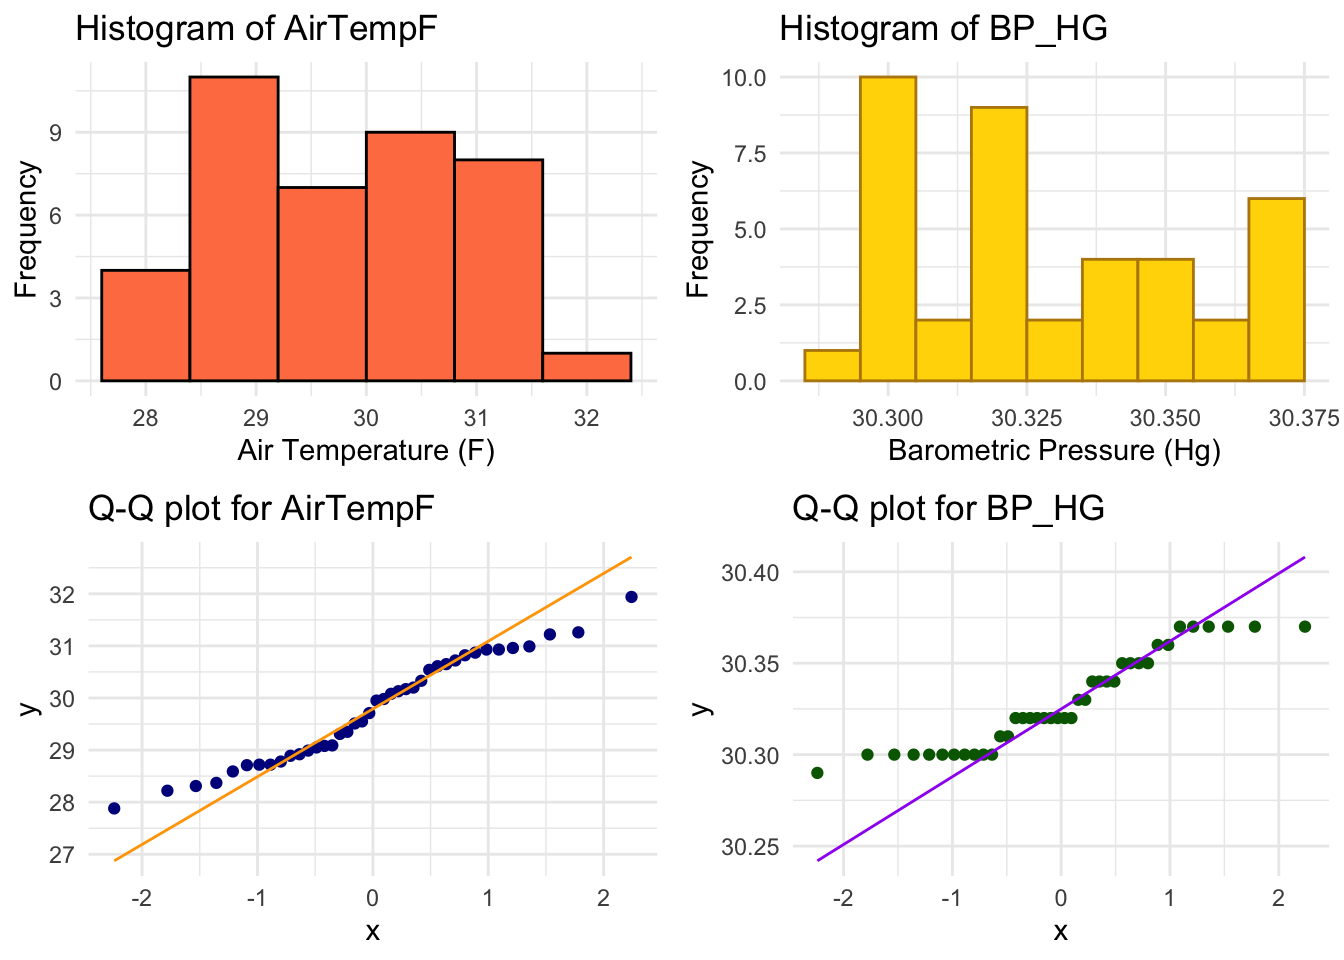 Histogram of AirTempF
Frequency
9
6
3
0
28 29 30 31 32
Air Temperature (F)
Histogram of BP_HG
Frequency
10.0
7.5
5.0
2.5
0.0
30.300 30.325 30.350 30.375
Barometric Pressure (Hg)
Q-Q plot for AirTempF
y
32
31
30
29
28
27
-2 -1 0 1 2
x
Q-Q plot for BP_HG
y
30.40
30.35
30.30
30.25
-2 -1 0 1 2
x